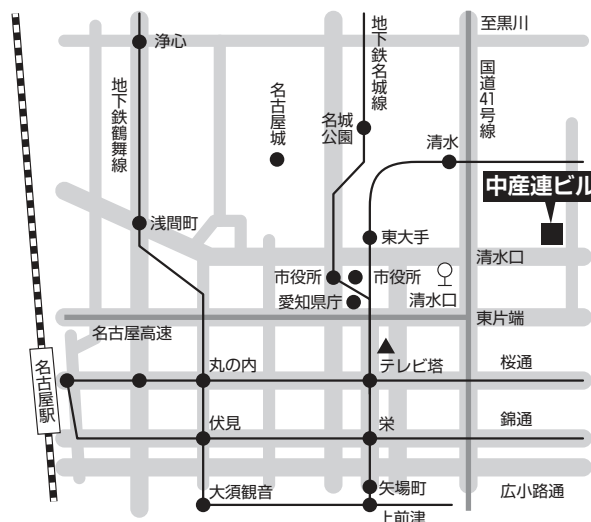 至黒川
浄心
地下鉄名城線
国道41号線
地下鉄鶴舞線
名古屋城
名城
公園
清水
中産連ビル
浅間町
東大手
清水口
市役所
市役所
愛知県庁
清水口
東片端
名古屋高速
名古屋駅
丸の内
テレビ塔
桜通
伏見
栄
錦通
大須観音
矢場町
広小路通
上前津